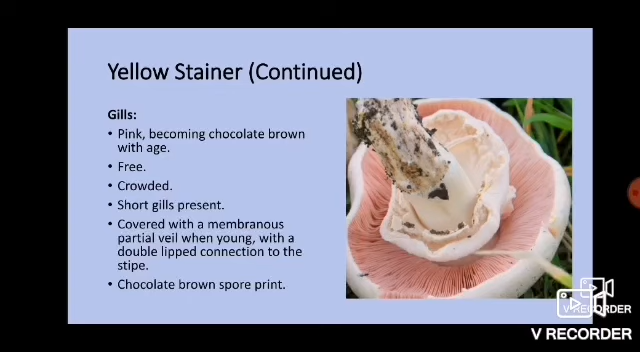 Yellow Stainer (Continued)
Gills:
• Pink, becoming chocolate brown
with age.
• Free.
• Crowded.
• Short gills present.
• Covered with a membranous
partial veil when young, with a
double lipped connection to the
stipe.
• Chocolate brown spore print.
V RECORDER
V RECORDER